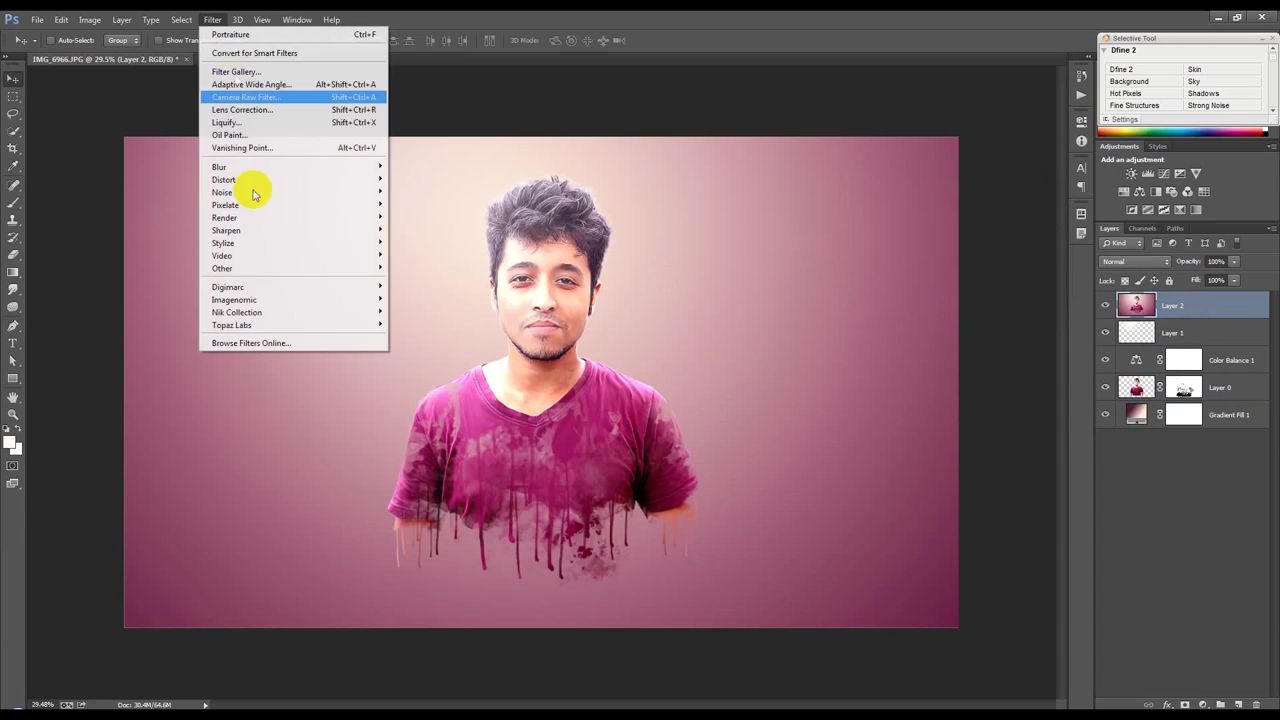 Ps File Edit Image Layer Type Select Filter 3D View Window Help
Auto-Select: Group Show Tran 3D Mode:
IMG_6966.JPG @ 29.5% (Layer 2, RGB/8) * ×
Portraiture Ctrl+F
Convert for Smart Filters
Filter Gallery...
Adaptive Wide Angle... Alt+Shift+Ctrl+A
Camera Raw Filter... Shift+Ctrl+A
Lens Correction... Shift+Ctrl+R
Liquify... Shift+Ctrl+X
Oil Paint...
Vanishing Point... Alt+Ctrl+V
Blur
Distort
Noise
Pixelate
Render
Sharpen
Stylize
Video
Other
Digimarc
Imagenomic
Nik Collection
Topaz Labs
Browse Filters Online...
Selective Tool
Dfine 2
Dfine 2 Skin
Background Sky
Hot Pixels Shadows
Fine Structures Strong Noise
Settings
Adjustments Styles
Add an adjustment
Layers Channels Paths
Kind
Normal Opacity: 100%
Lock: Fill: 100%
Layer 2
Layer 1
Color Balance 1
Layer 0
Gradient Fill 1
29.48% Doc: 30.4M/64.6M